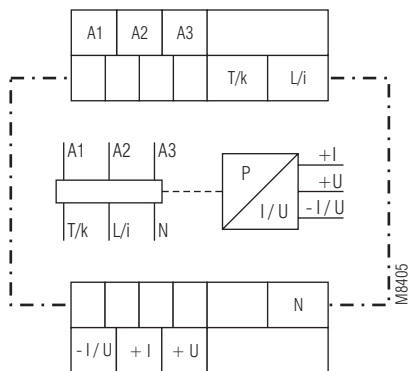 A1 A2 A3
T/k L/i
A1 A2 A3
T/k L/i N
P
I / U
+I
+U
-I / U
M8405
N
- I / U + I + U